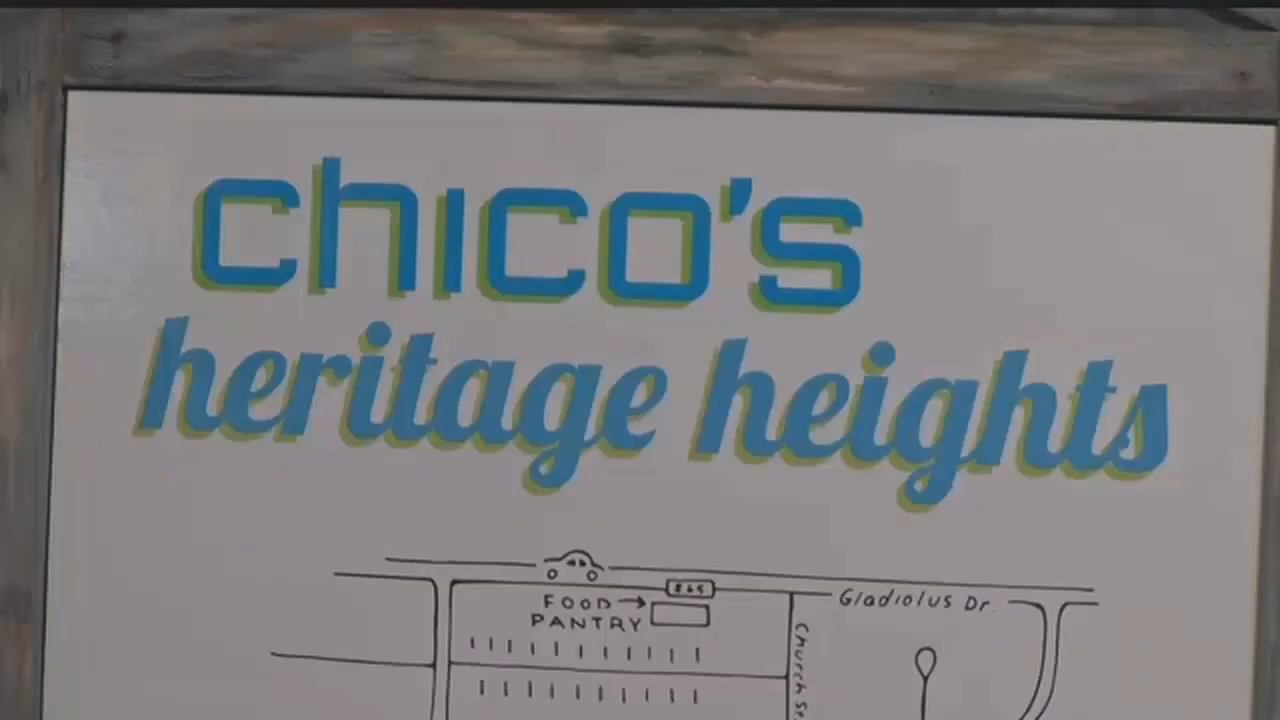 chico's
heritage heights
Gladiolus Dr.
FOOD
PANTRY
Church St.